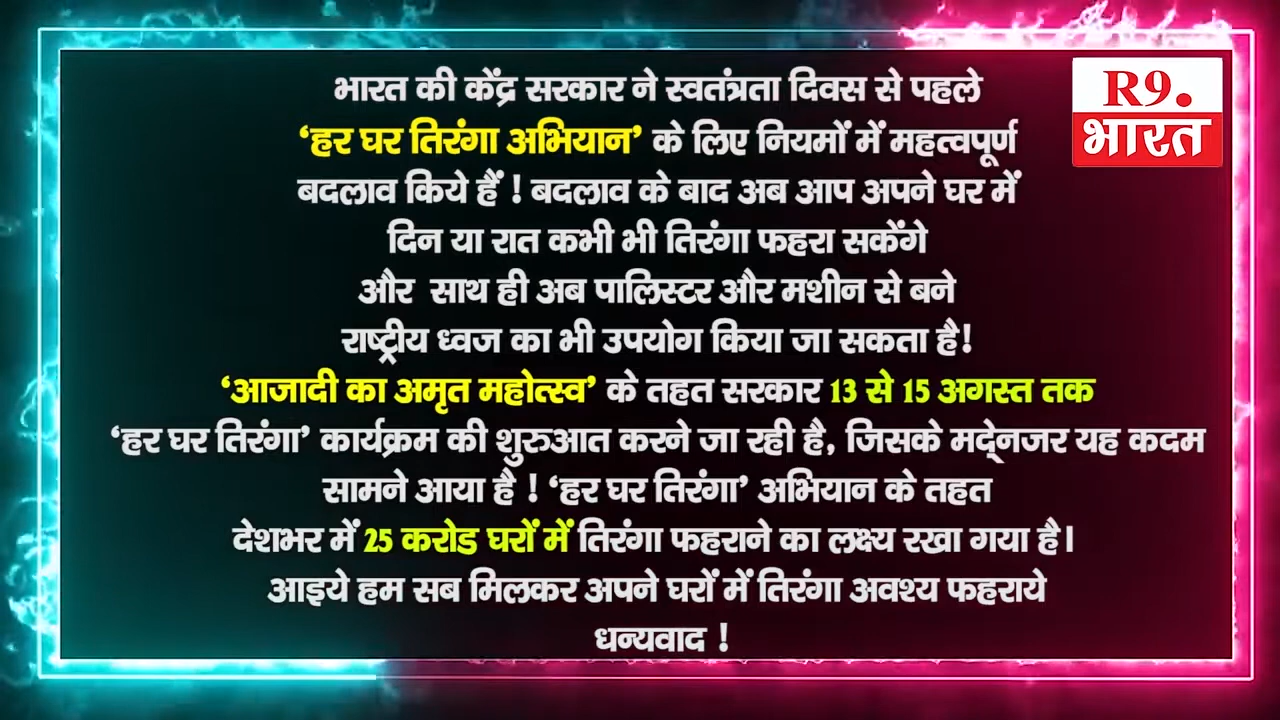 R9.
भारत
भारत की केंद्र सरकार ने स्वतंत्रता दिवस से पहले
‘हर घर तिरंगा अभियान’ के लिए नियमों में महत्वपूर्ण
बदलाव किये हैं ! बदलाव के बाद अब आप अपने घर में
दिन या रात कभी भी तिरंगा फहरा सकेंगे
और साथ ही अब पालिस्टर और मशीन से बने
राष्ट्रीय ध्वज का भी उपयोग किया जा सकता है!
‘आजादी का अमृत महोत्स्व’ के तहत सरकार 13 से 15 अगस्त तक
‘हर घर तिरंगा’ कार्यक्रम की शुरुआत करने जा रही है, जिसके मद्देनजर यह कदम
सामने आया है ! ‘हर घर तिरंगा’ अभियान के तहत
देशभर में 25 करोड घरों में तिरंगा फहराने का लक्ष्य रखा गया है।
आइये हम सब मिलकर अपने घरों में तिरंगा अवश्य फहराये
धन्यवाद !